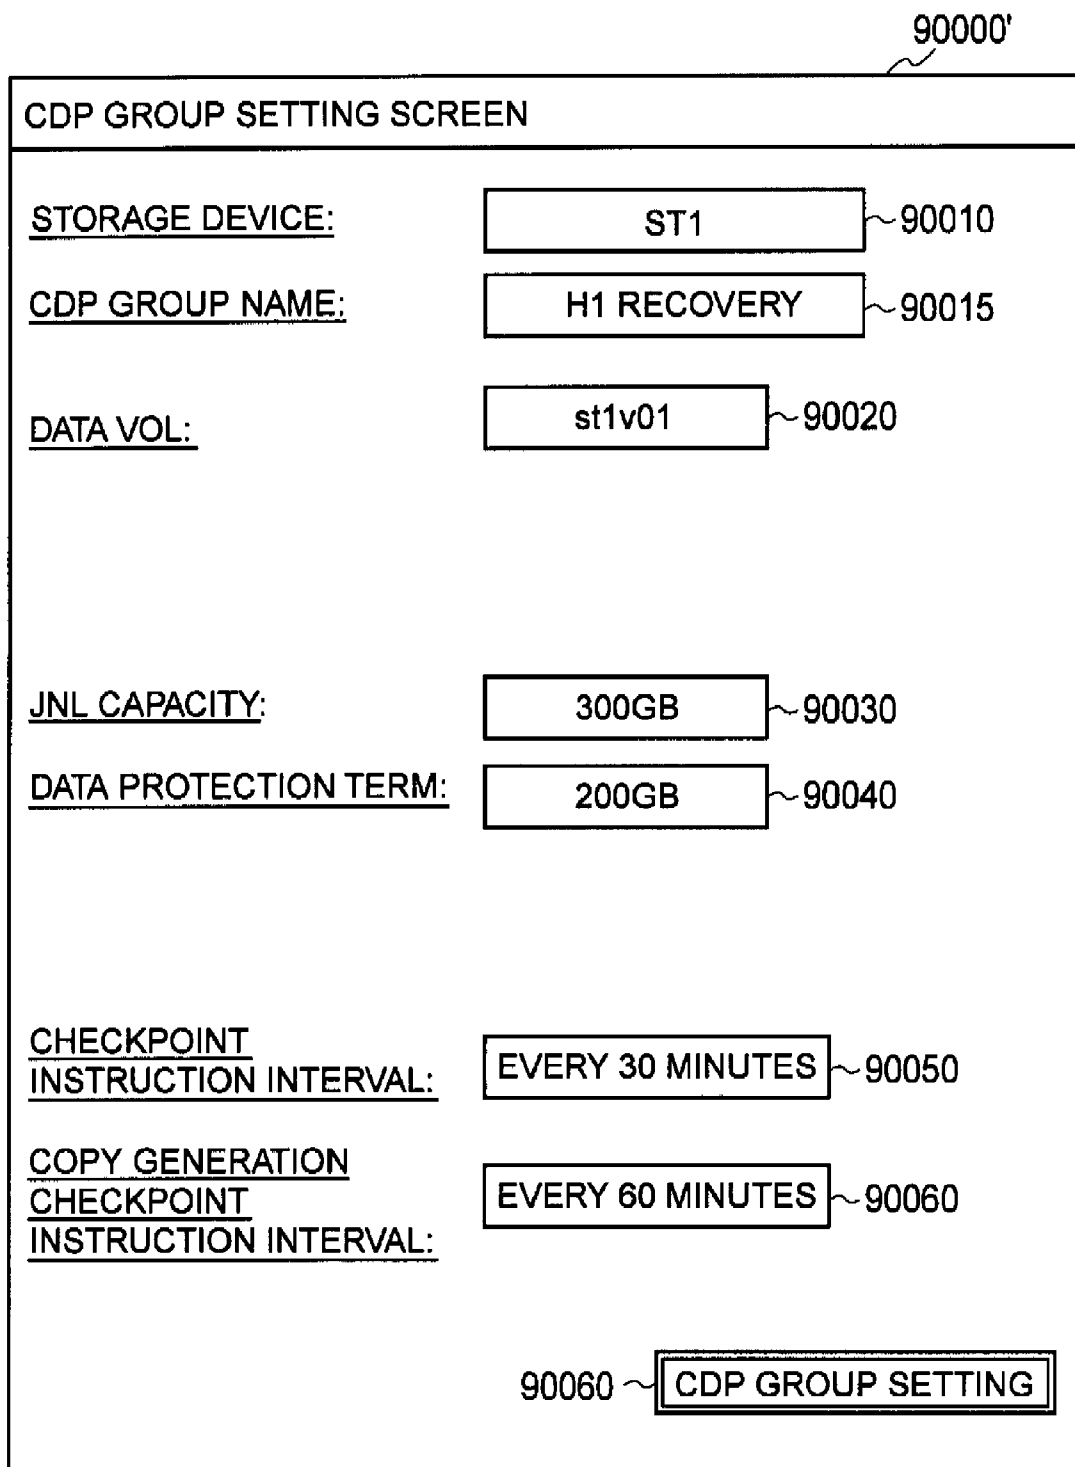 90000'
CDP GROUP SETTING SCREEN
STORAGE DEVICE: ST1 90010
CDP GROUP NAME: H1 RECOVERY 90015
DATA VOL: st1v01 90020
JNL CAPACITY: 300GB 90030
DATA PROTECTION TERM: 200GB 90040
CHECKPOINT
INSTRUCTION INTERVAL: EVERY 30 MINUTES 90050
COPY GENERATION
CHECKPOINT EVERY 60 MINUTES 90060
INSTRUCTION INTERVAL:
90060 CDP GROUP SETTING